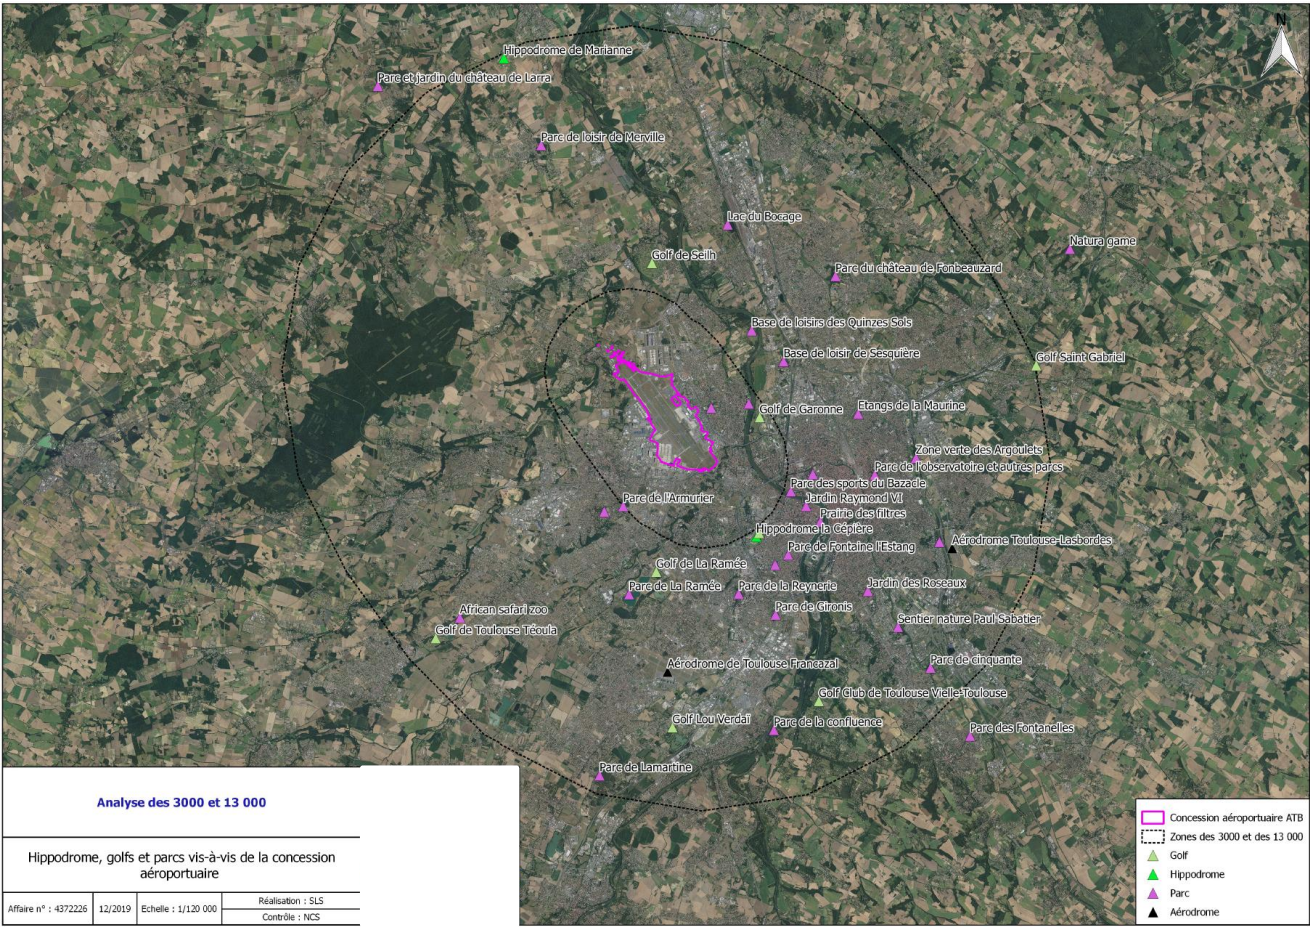 N
Hippodrome de Marianne
Parc et jardin du château de Larra
Parc de loisir de Merville
Lac du Bocage
Natura game
Golf de Seilh
Parc du château de Fonbeauzard
Base de loisirs des Quinzes Sols
Base de loisir de Sesquière
Golf Saint Gabriel
Golf de Garonne
Etangs de la Maurine
Zone verte des Argoulets
Parc de l'observatoire et autres parcs
Parc des sports du Bazacle
Parc de l'Armurier
Jardin Raymond VI
Prairie des filtres
Hippodrome la Cépière
Aérodrome Toulouse-Lasbordes
Parc de Fontaine l'Estang
Golf de La Ramée
Parc de La Ramée
Parc de la Reynerie
Jardin des Roseaux
African safari zoo
Parc de Gironis
Sentier nature Paul Sabatier
Golf de Toulouse Téoula
Aérodrome de Toulouse Francazal
Parc de cinquante
Golf Club de Toulouse Vielle-Toulouse
Golf Lou Verdaï
Parc de la confluence
Parc des Fontanelles
Parc de Lamartine
Analyse des 3000 et 13 000
Hippodrome, golfs et parcs vis-à-vis de la concession
aéroportuaire
Affaire n° : 4372226
12/2019
Echelle : 1/120 000
Réalisation : SLS
Contrôle : NCS
Concession aéroportuaire ATB
Zones des 3000 et des 13 000
Golf
Hippodrome
Parc
Aérodrome